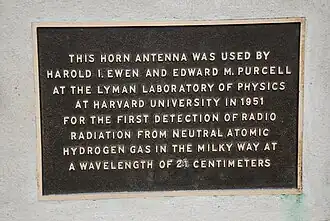 THIS HORN ANTENNA WAS USED BY
HAROLD I. EWEN AND EDWARD M. PURCELL
AT THE LYMAN LABORATORY OF PHYSICS
AT HARVARD UNIVERSITY IN 1951
FOR THE FIRST DETECTION OF RADIO
RADIATION FROM NEUTRAL ATOMIC
HYDROGEN GAS IN THE MILKY WAY AT
A WAVELENGTH OF 21 CENTIMETERS